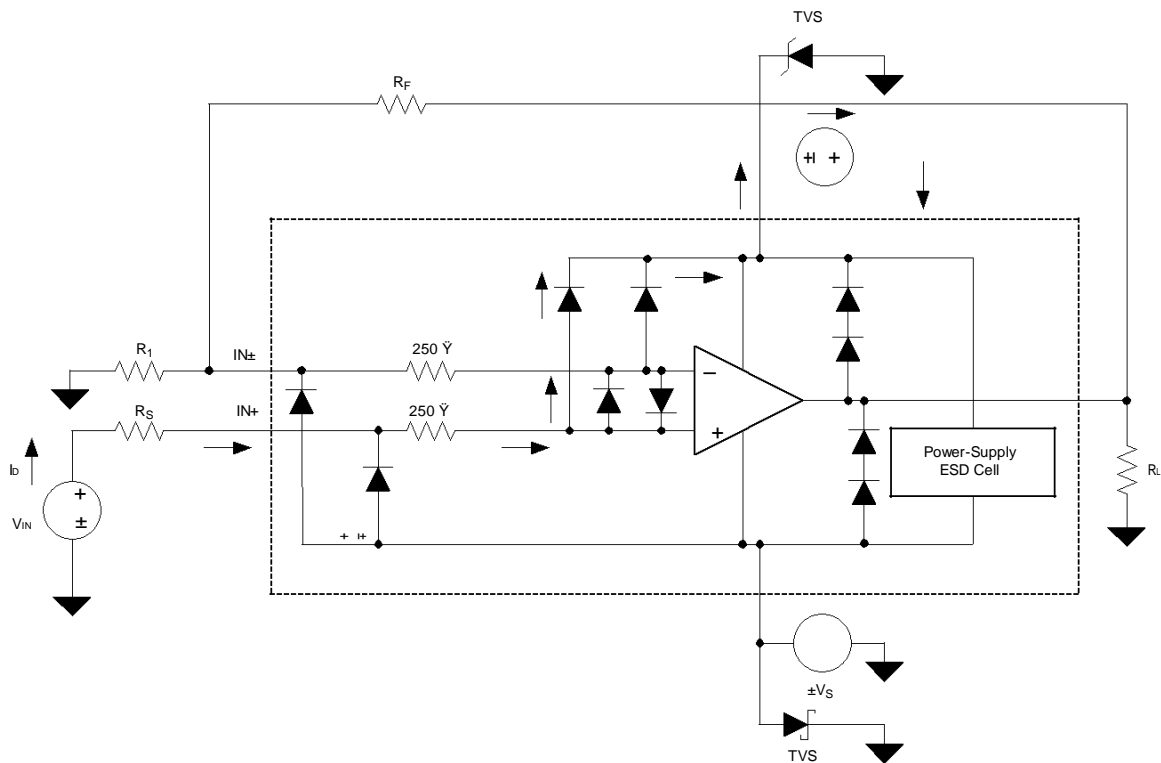 TVS
RF
+I +
R1
IN±
250 Ÿ
−
RS
IN+
250 Ÿ
+
Power-Supply
ESD Cell
RL
ID
+
±
VIN
+ I+
±VS
TVS